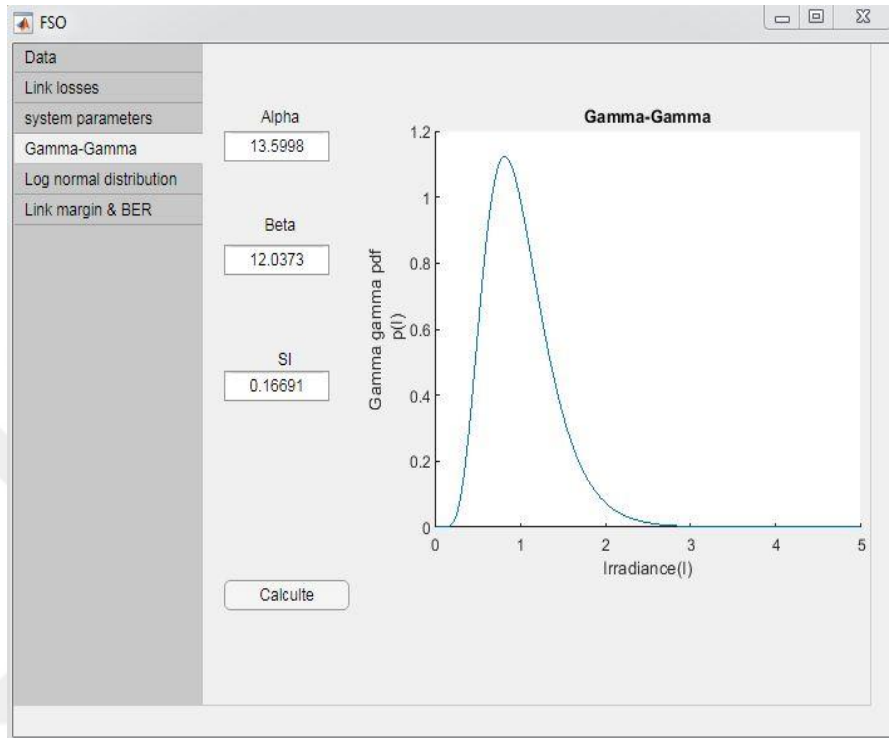 FSO
Data
Link losses
system parameters
Gamma-Gamma
Log normal distribution
Link margin & BER
Alpha
13.5998
Beta
12.0373
SI
0.16691
Calculte
Gamma-Gamma
Gamma gamma pdf
p(I)
1.2
1
0.8
0.6
0.4
0.2
0
0 1 2 3 4 5
Irradiance(I)